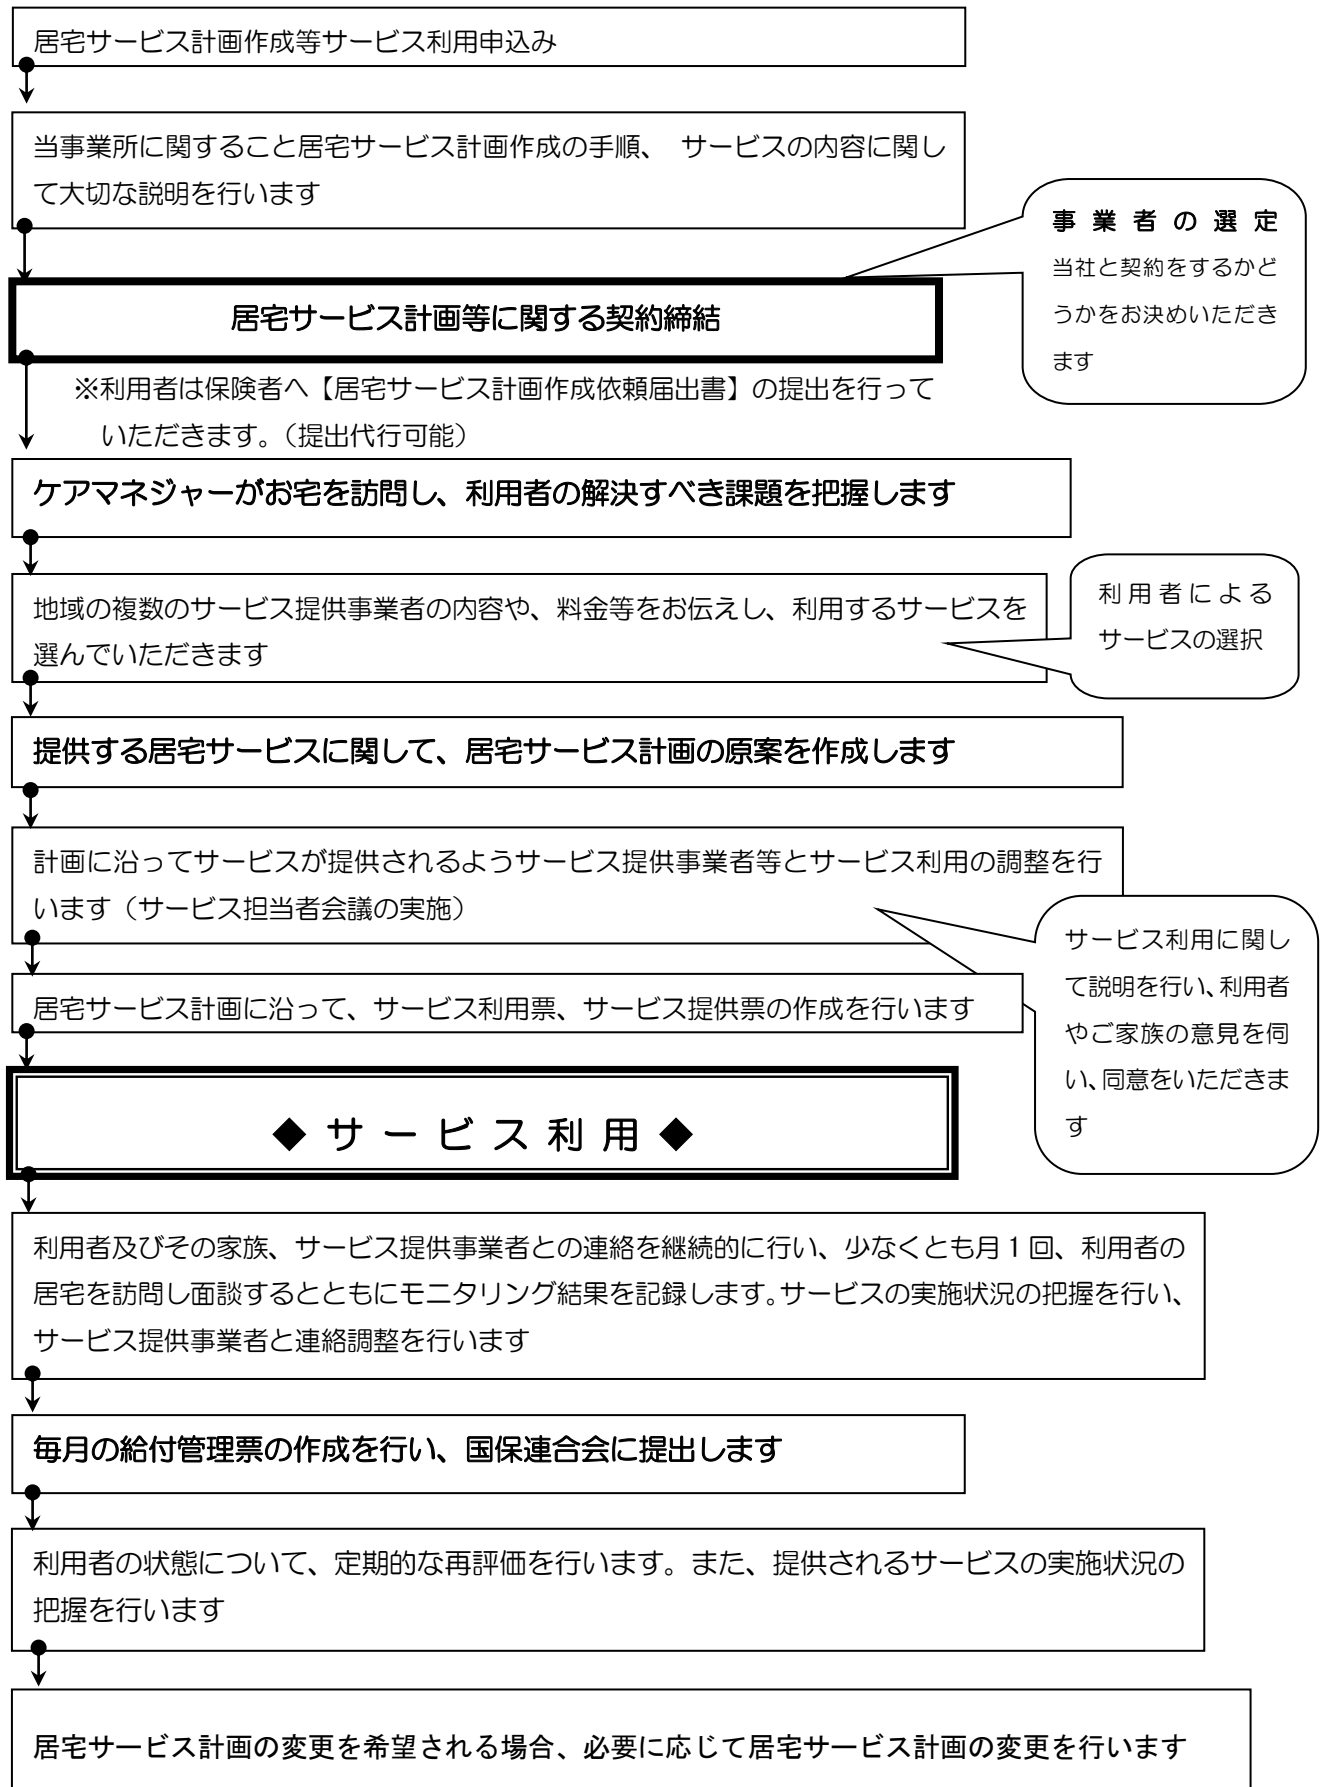 居宅サービス計画作成等サービス利用申込み
当事業所に関すること居宅サービス計画作成の手順、 サービスの内容に関し
て大切な説明を行います
事業者の選定
当社と契約をするかど
うかをお決めいただき
ます
居宅サービス計画等に関する契約締結
※利用者は保険者へ【居宅サービス計画作成依頼届出書】の提出を行って
いただきます。（提出代行可能）
ケアマネジャーがお宅を訪問し、利用者の解決すべき課題を把握します
地域の複数のサービス提供事業者の内容や、料金等をお伝えし、利用するサービスを
選んでいただきます
利用者による
サービスの選択
提供する居宅サービスに関して、居宅サービス計画の原案を作成します
計画に沿ってサービスが提供されるようサービス提供事業者等とサービス利用の調整を行
います（サービス担当者会議の実施）
サービス利用に関し
て説明を行い、利用者
やご家族の意見を伺
い、同意をいただきま
す
居宅サービス計画に沿って、サービス利用票、サービス提供票の作成を行います
◆ サ ー ビ ス 利 用 ◆
利用者及びその家族、サービス提供事業者との連絡を継続的に行い、少なくとも月１回、利用者の
居宅を訪問し面談するとともにモニタリング結果を記録します。サービスの実施状況の把握を行い、
サービス提供事業者と連絡調整を行います
毎月の給付管理票の作成を行い、国保連合会に提出します
利用者の状態について、定期的な再評価を行います。また、提供されるサービスの実施状況の
把握を行います
居宅サービス計画の変更を希望される場合、必要に応じて居宅サービス計画の変更を行います